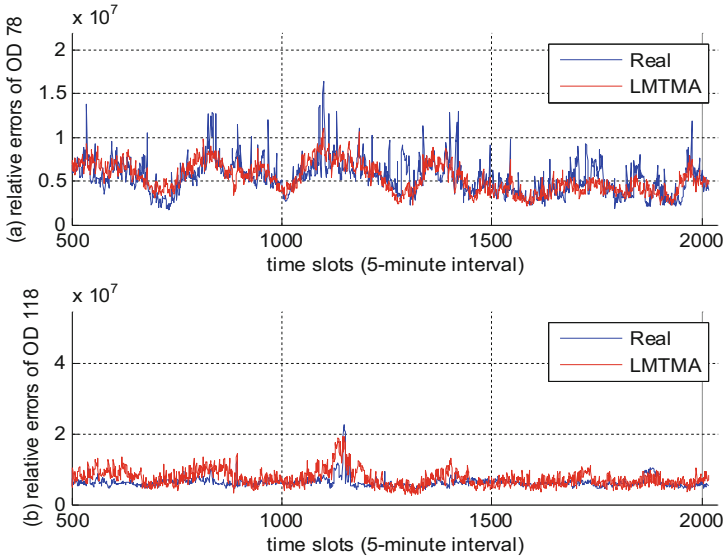 x 10^7
2
1.5
1
0.5
0
(a) relative errors of OD 78
Real
LMTMA
500
1000
1500
2000
time slots (5-minute interval)
x 10^7
4
2
0
(b) relative errors of OD 118
Real
LMTMA
500
1000
1500
2000
time slots (5-minute interval)